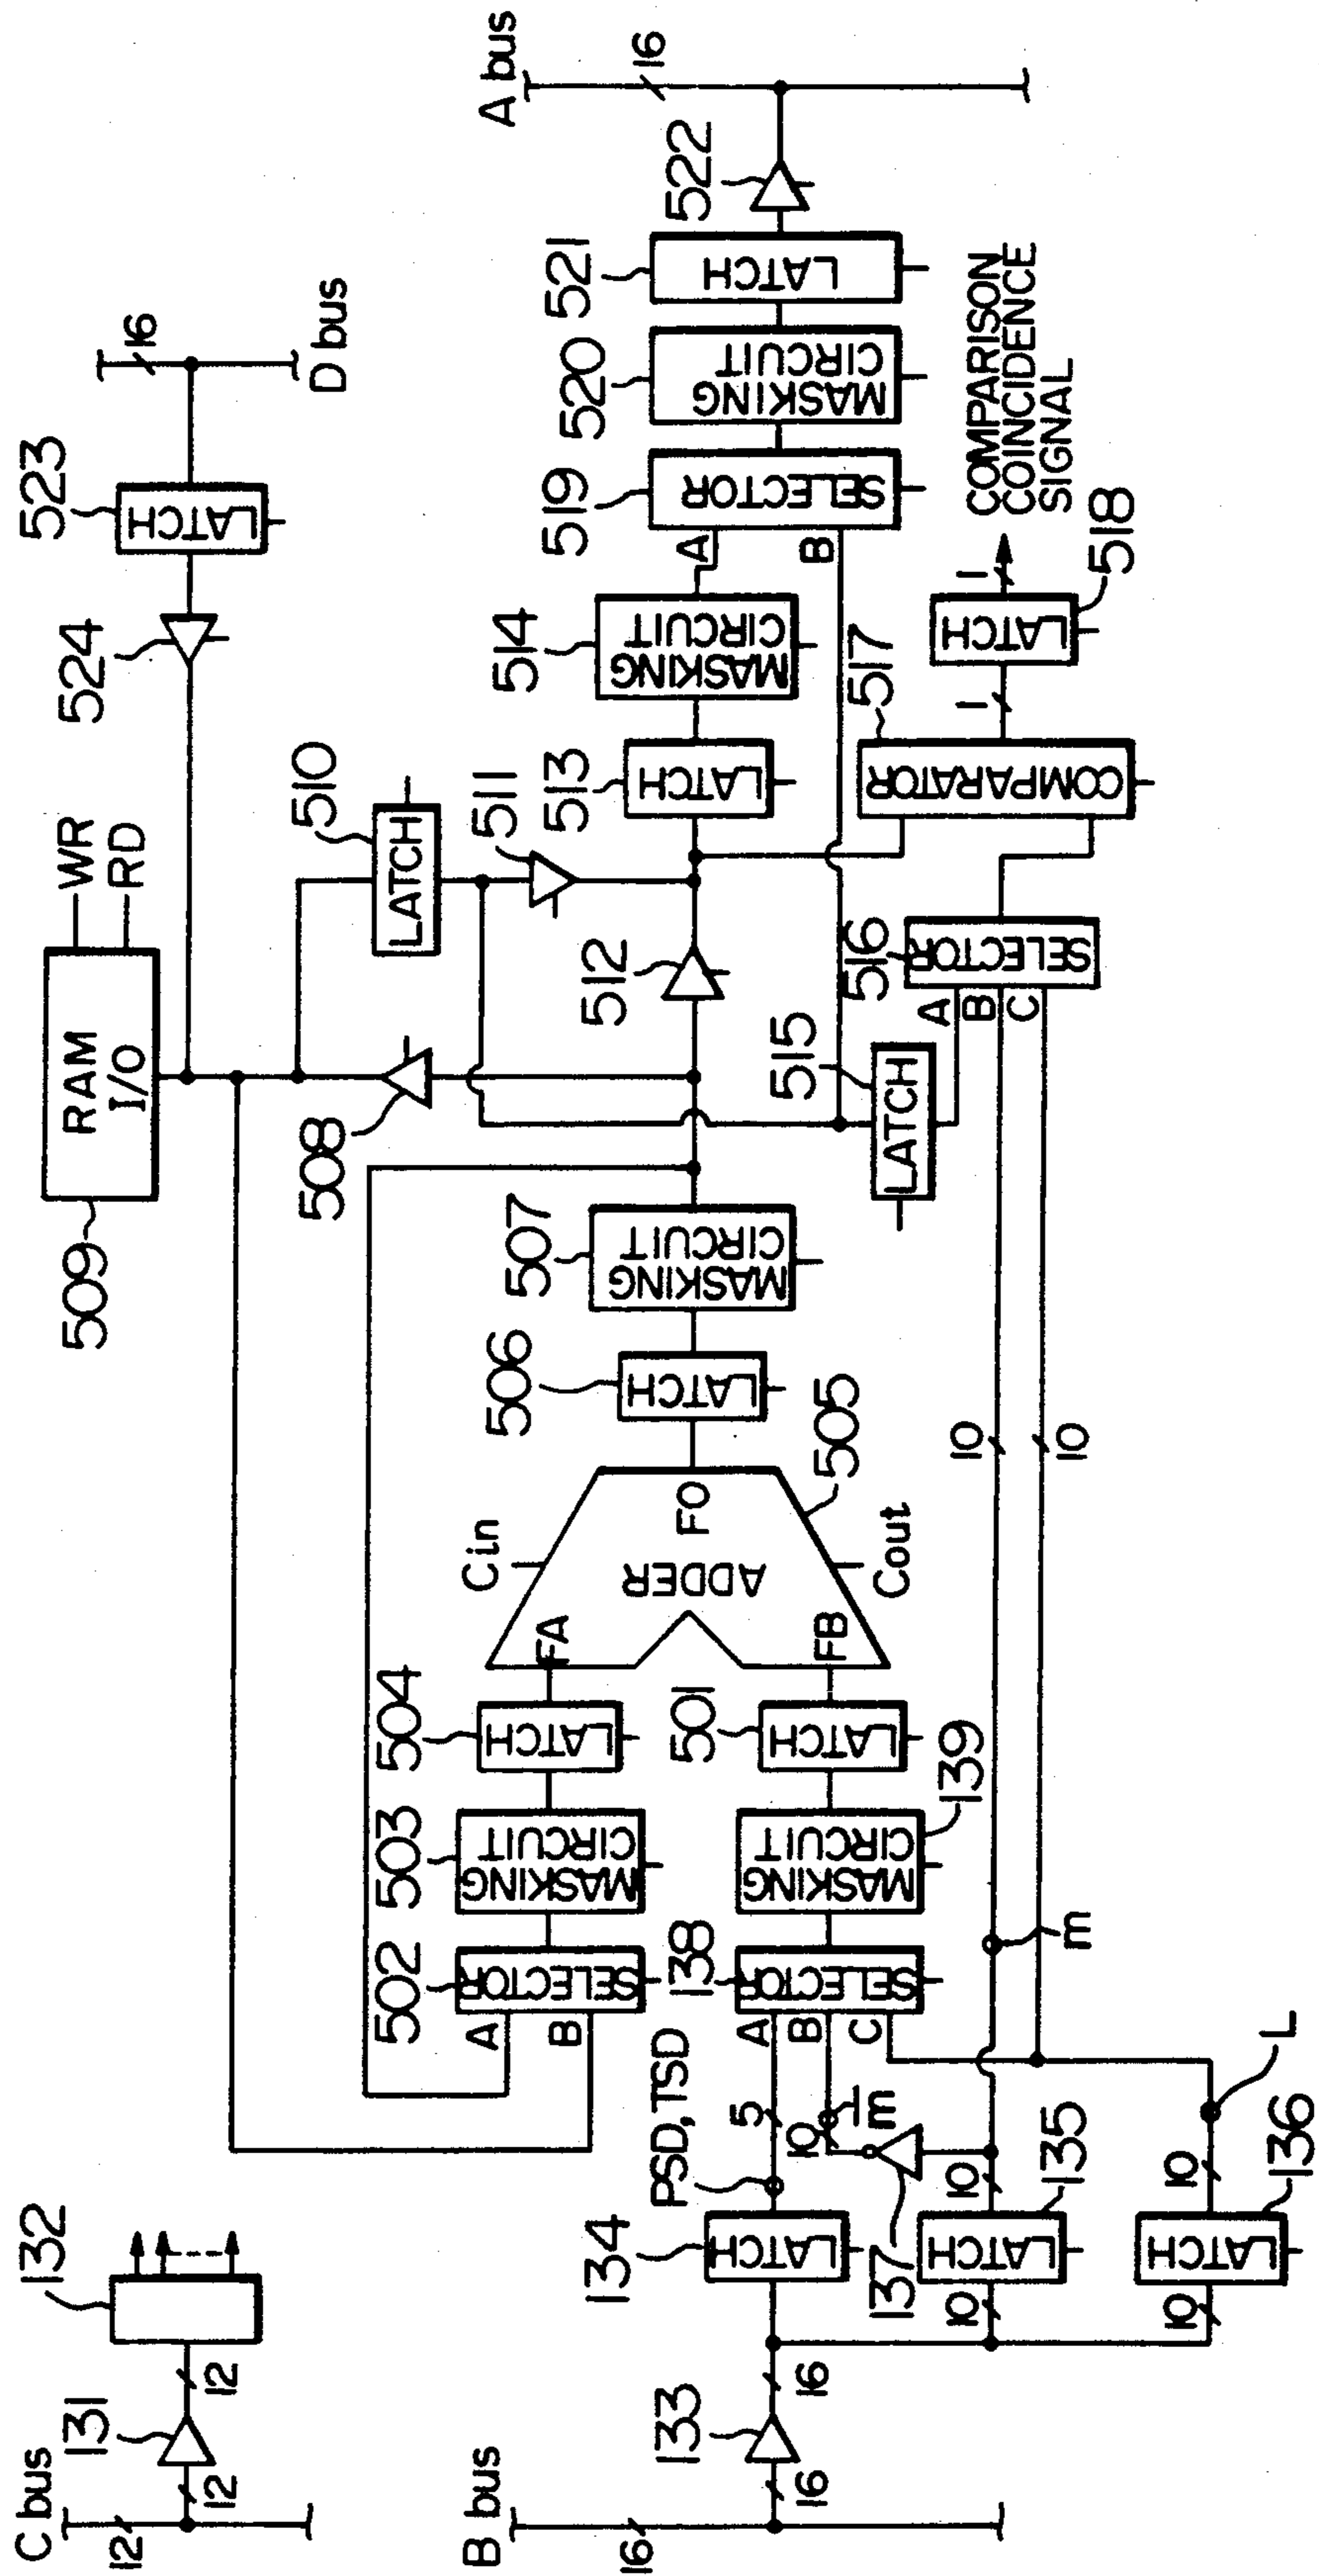 C bus
12
12
131
12
132
B bus
16
16
133
16
134
LATCH
PSD, TSD
5
10
m
137
10
LATCH
10
135
10
LATCH
10
136
L
m
A
B
502
SELECTOR
503
MASKING
CIRCUIT
504
LATCH
A
B
C
138
SELECTOR
MASKING
CIRCUIT
139
501
LATCH
FA
FB
Cin
ADDER
FO
Cout
505
506
LATCH
507
MASKING
CIRCUIT
10
10
509
RAM
I/O
WR
RD
508
510
LATCH
511
512
515
LATCH
A
B
C
516
SELECTOR
513
LATCH
514
MASKING
CIRCUIT
517
COMPARATOR
1
LATCH
518
1
COMPARISON
COINCIDENCE
SIGNAL
524
523
LATCH
16
D bus
A
B
519
SELECTOR
520
MASKING
CIRCUIT
521
LATCH
522
A bus
16